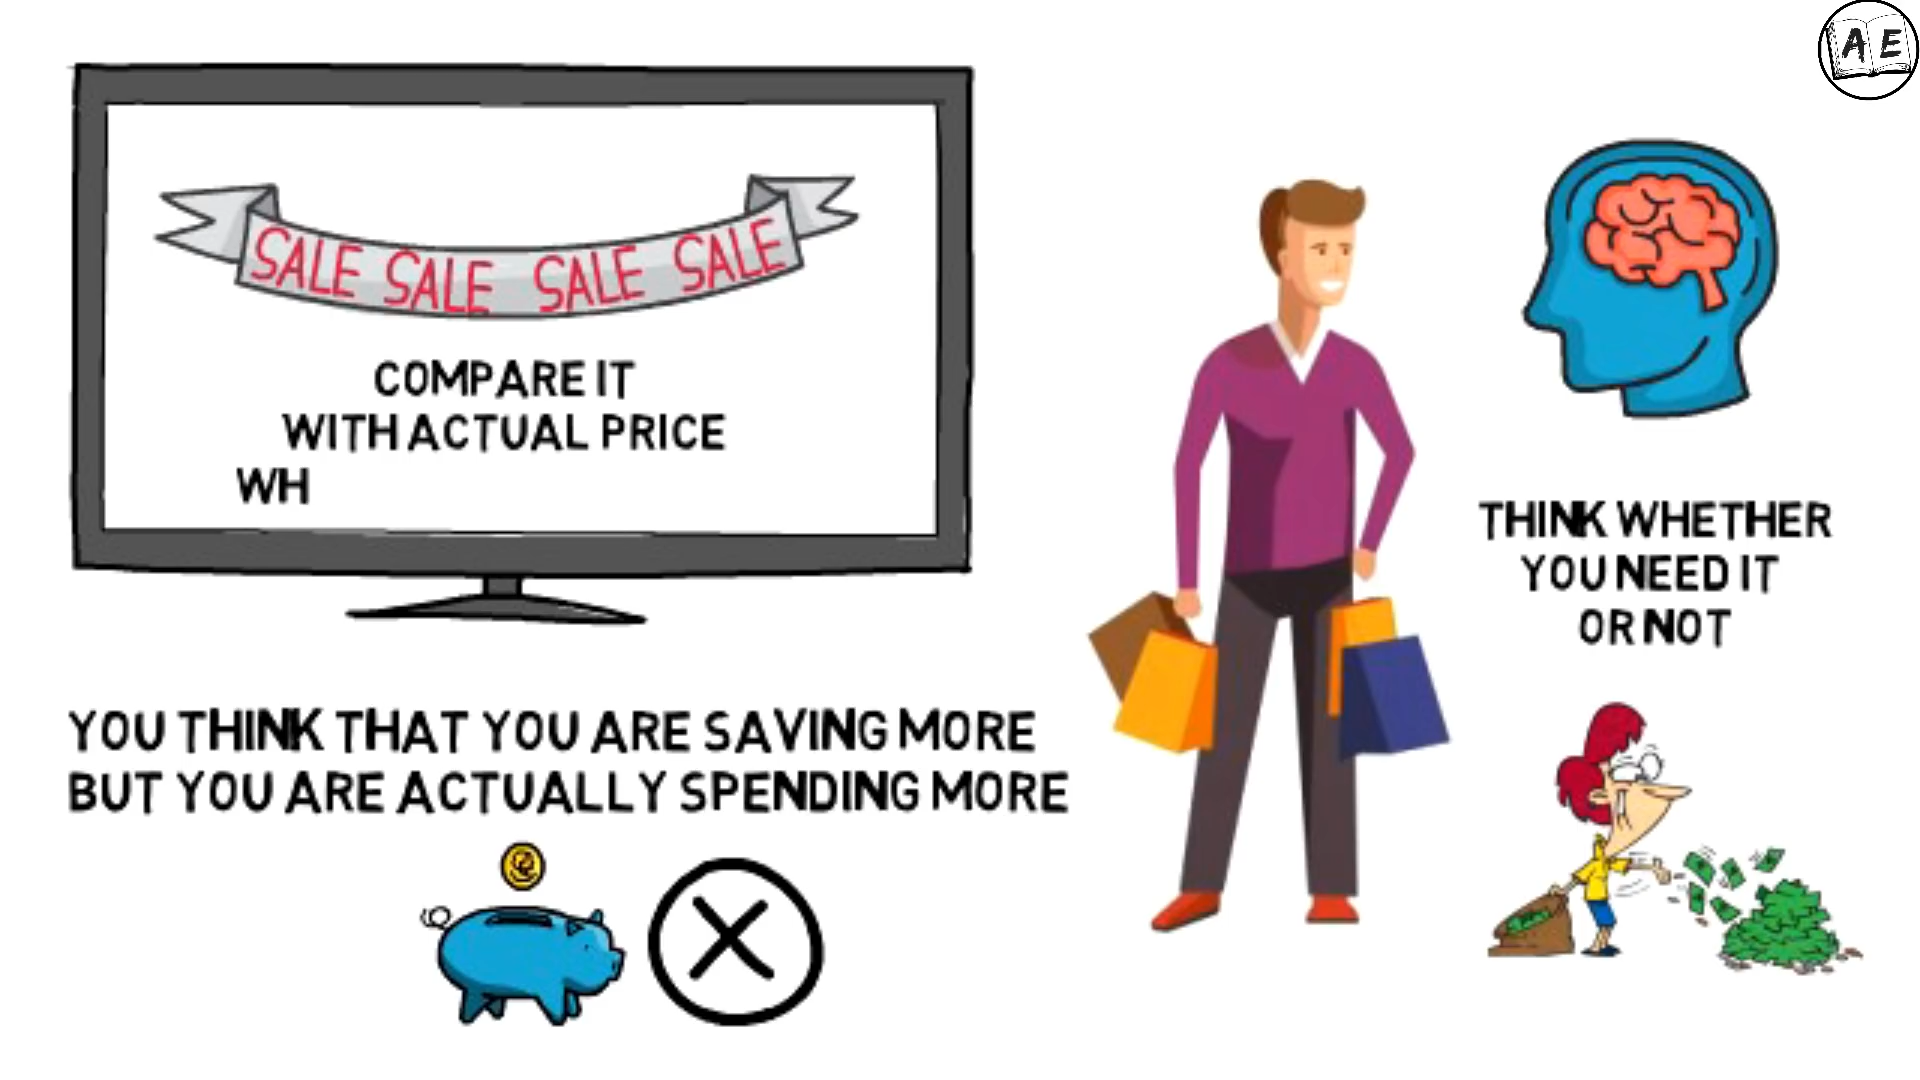 SALE SALE SALE SALE
COMPARE IT
WITH ACTUAL PRICE
WH
YOU THINK THAT YOU ARE SAVING MORE
BUT YOU ARE ACTUALLY SPENDING MORE
A E
THINK WHETHER
YOU NEED IT
OR NOT